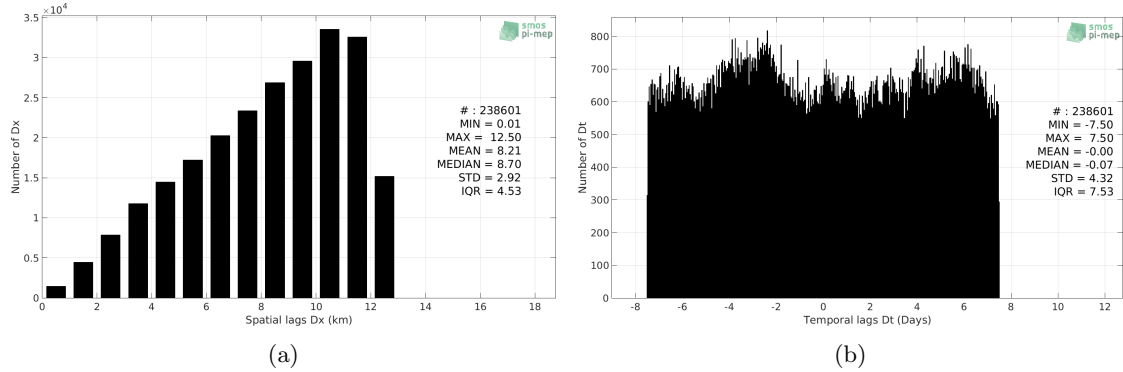 3.5 ×10⁴
3
2.5
2
1.5
1
0.5
0
0 2 4 6 8 10 12 14 16 18
Number of Dx
Spatial lags Dx (km)
smos
pi-mep
# : 238601
MIN = 0.01
MAX = 12.50
MEAN = 8.21
MEDIAN = 8.70
STD = 2.92
IQR = 4.53
(a)
800
700
600
500
400
300
200
100
0
-8 -6 -4 -2 0 2 4 6 8 10 12
Number of Dt
Temporal lags Dt (Days)
smos
pi-mep
# : 238601
MIN = -7.50
MAX = 7.50
MEAN = -0.00
MEDIAN = -0.07
STD = 4.32
IQR = 7.53
(b)